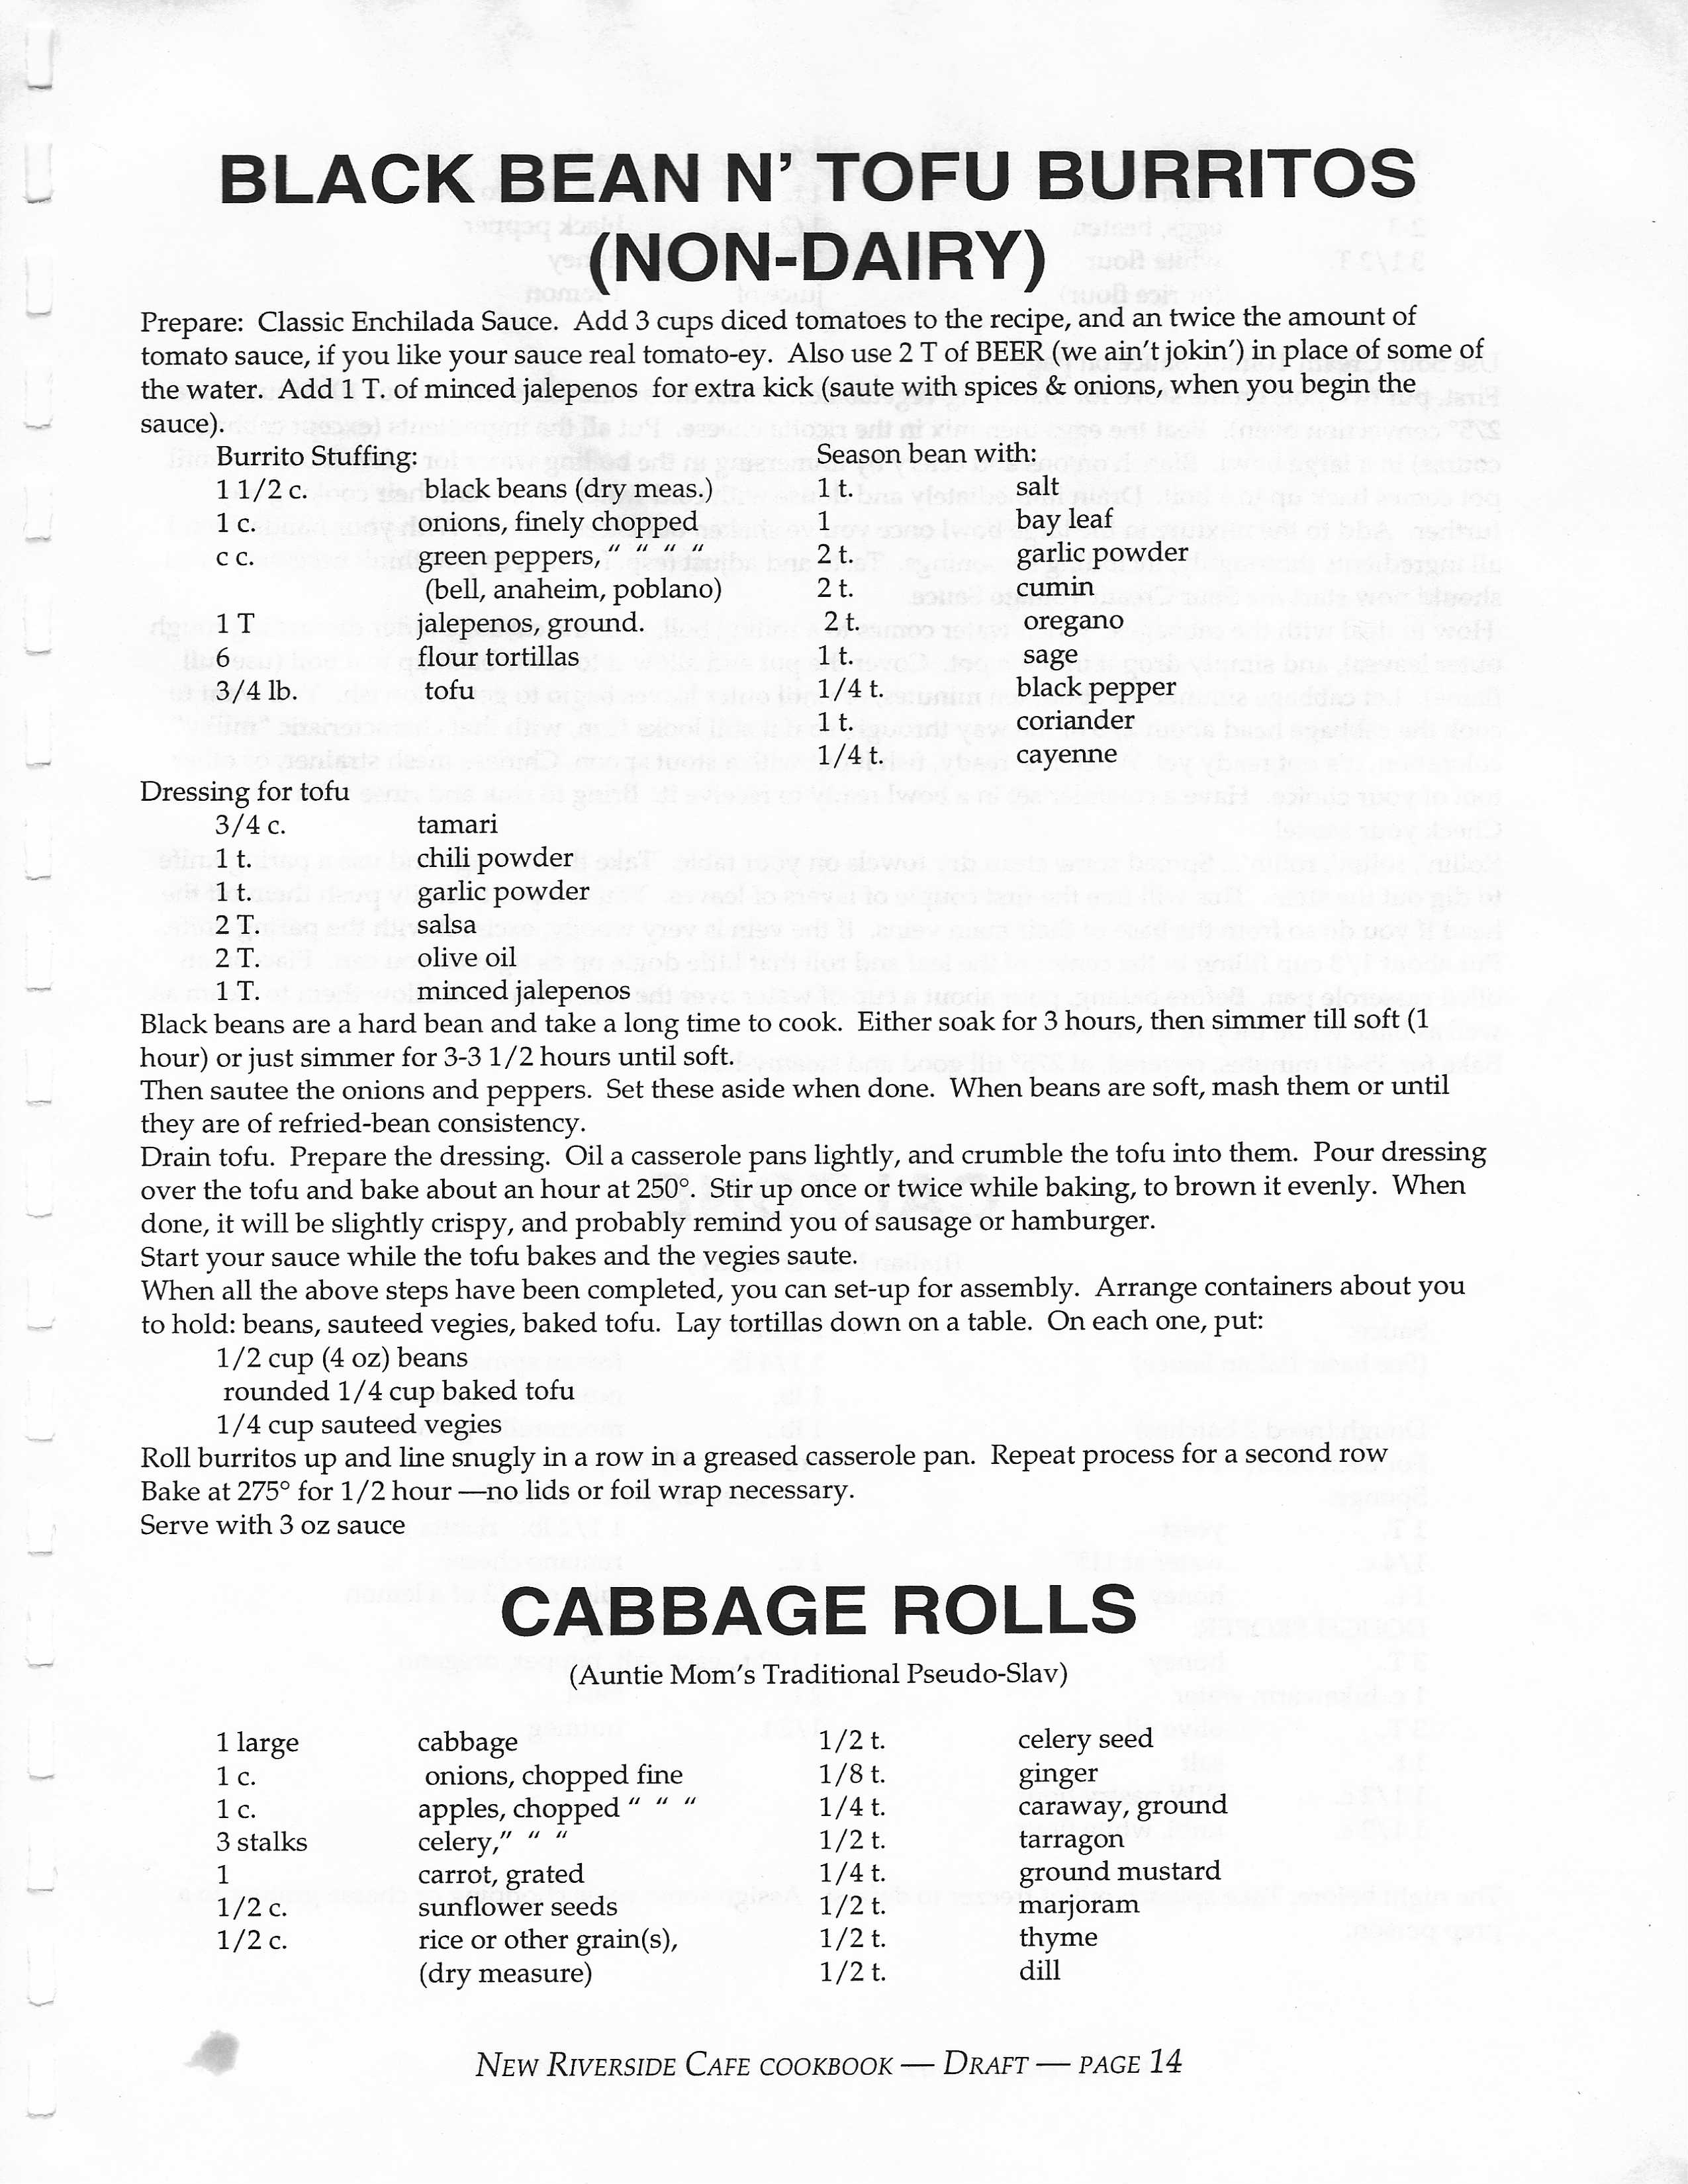 BLACK BEAN N' TOFU BURRITOS
(NON-DAIRY)
Prepare: Classic Enchilada Sauce. Add 3 cups diced tomatoes to the recipe, and an twice the amount of
tomato sauce, if you like your sauce real tomato-ey. Also use 2 T of BEER (we ain't jokin') in place of some of
the water. Add 1 T. of minced jalepenos for extra kick (saute with spices & onions, when you begin the
sauce).
Burrito Stuffing:
1 1/2 c. black beans (dry meas.)
1 c. onions, finely chopped
c c. green peppers, " " " "
(bell, anaheim, poblano)
1 T jalepenos, ground.
6 flour tortillas
3/4 lb. tofu
Season bean with:
1 t. salt
1 bay leaf
2 t. garlic powder
2 t. cumin
2 t. oregano
1 t. sage
1/4 t. black pepper
1 t. coriander
1/4 t. cayenne
Dressing for tofu
3/4 c. tamari
1 t. chili powder
1 t. garlic powder
2 T. salsa
2 T. olive oil
1 T. minced jalepenos
Black beans are a hard bean and take a long time to cook. Either soak for 3 hours, then simmer till soft (1
hour) or just simmer for 3-3 1/2 hours until soft.
Then sautee the onions and peppers. Set these aside when done. When beans are soft, mash them or until
they are of refried-bean consistency.
Drain tofu. Prepare the dressing. Oil a casserole pans lightly, and crumble the tofu into them. Pour dressing
over the tofu and bake about an hour at 250°. Stir up once or twice while baking, to brown it evenly. When
done, it will be slightly crispy, and probably remind you of sausage or hamburger.
Start your sauce while the tofu bakes and the vegies saute.
When all the above steps have been completed, you can set-up for assembly. Arrange containers about you
to hold: beans, sauteed vegies, baked tofu. Lay tortillas down on a table. On each one, put:
1/2 cup (4 oz) beans
rounded 1/4 cup baked tofu
1/4 cup sauteed vegies
Roll burritos up and line snugly in a row in a greased casserole pan. Repeat process for a second row
Bake at 275° for 1/2 hour —no lids or foil wrap necessary.
Serve with 3 oz sauce
CABBAGE ROLLS
(Auntie Mom's Traditional Pseudo-Slav)
1 large cabbage
1 c. onions, chopped fine
1 c. apples, chopped " " "
3 stalks celery," " "
1 carrot, grated
1/2 c. sunflower seeds
1/2 c. rice or other grain(s),
(dry measure)
1/2 t. celery seed
1/8 t. ginger
1/4 t. caraway, ground
1/2 t. tarragon
1/4 t. ground mustard
1/2 t. marjoram
1/2 t. thyme
1/2 t. dill
NEW RIVERSIDE CAFE COOKBOOK — DRAFT — PAGE 14